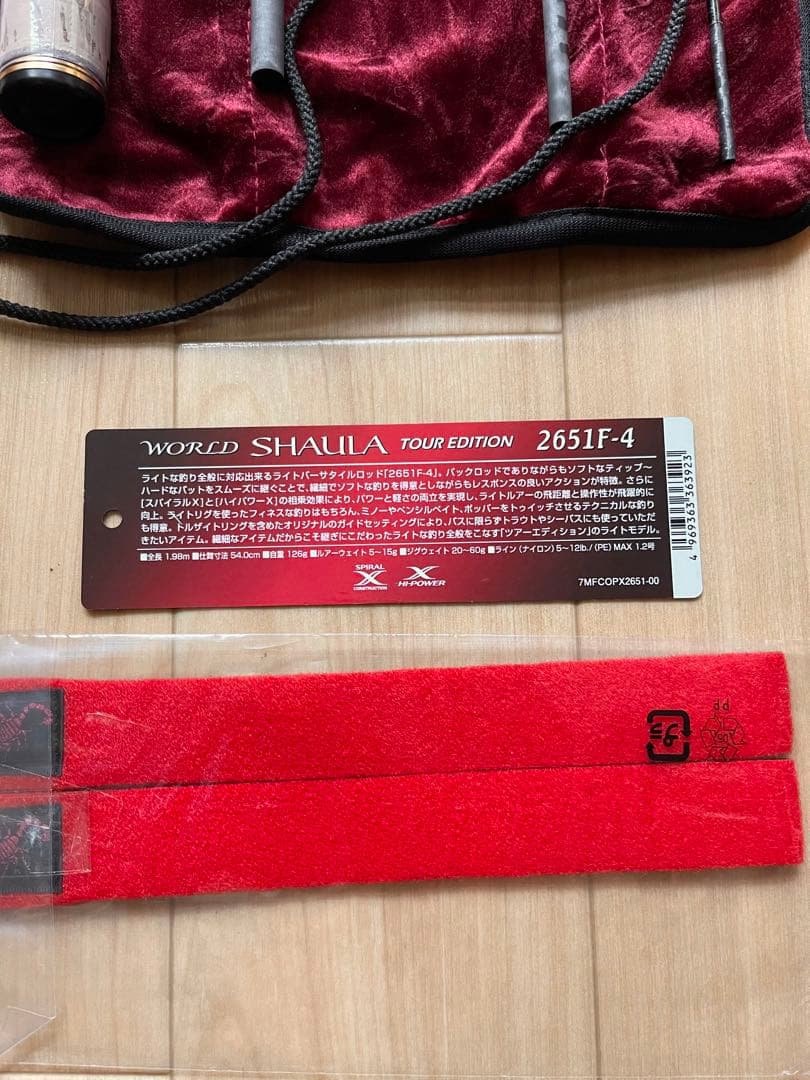 WORLD SHAULA TOUR EDITION 2651F-4
ライトな釣り全般に対応出来るライトバーサタイルロッド「2651F-4」。パックロッドでありながらもソフトなティップ～
ハードなバットをスムーズに継ぐことで、繊細でソフトな釣りを得意としながらもレスポンスの良いアクションが特徴。さらに
[スパイラルX]と[ハイパワーX]の相乗効果により、パワーと軽さの両立を実現し、ライトルアーの飛距離と操作性が飛躍的に
向上。ライトリグを使ったフィネスな釣りはもちろん、ミノーやペンシルベイト、ポッパーをトゥイッチさせるテクニカルな釣り
も得意。トルザイトリングを含めたオリジナルのガイドセッティングにより、バスに限らずトラウトやシーバスにも使っていただ
きたいアイテム。繊細なアイテムだからこそ継ぎにこだわったライトな釣り全般をこなす「ツアーエディション」のライトモデル。
■全長 1.98m ■仕舞寸法 54.0cm ■自重 126g ■ルアーウェイト 5～15g ■ジグウェイト 20～60g ■ライン (ナイロン) 5～12lb./(PE) MAX 1.2号
SPIRAL X CONSTRUCTION X HI-POWER
7MFCOPX2651-00
4 969363 363923
プラ
PP